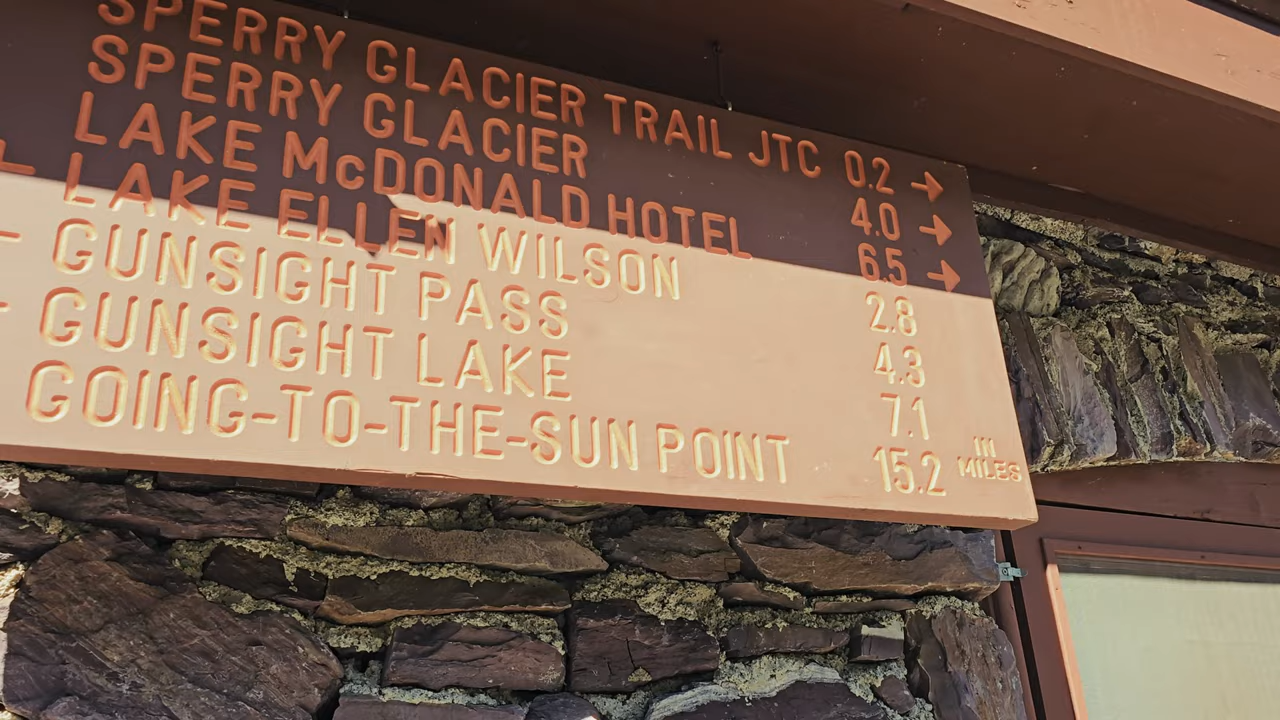 SPERRY GLACIER TRAIL JTC 0.2 →
SPERRY GLACIER 4.0 →
LAKE McDONALD HOTEL 6.5 →
LAKE ELLEN WILSON 2.8
GUNSIGHT PASS 4.3
GUNSIGHT LAKE 7.1
GOING-TO-THE-SUN POINT 15.2 IN MILES